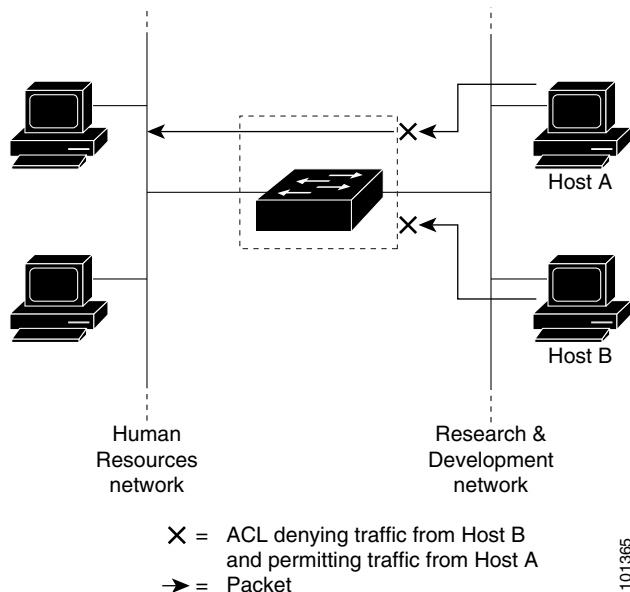 Host A
Host B
Human
Resources
network
Research &
Development
network
✕ = ACL denying traffic from Host B
and permitting traffic from Host A
➔ = Packet
101365